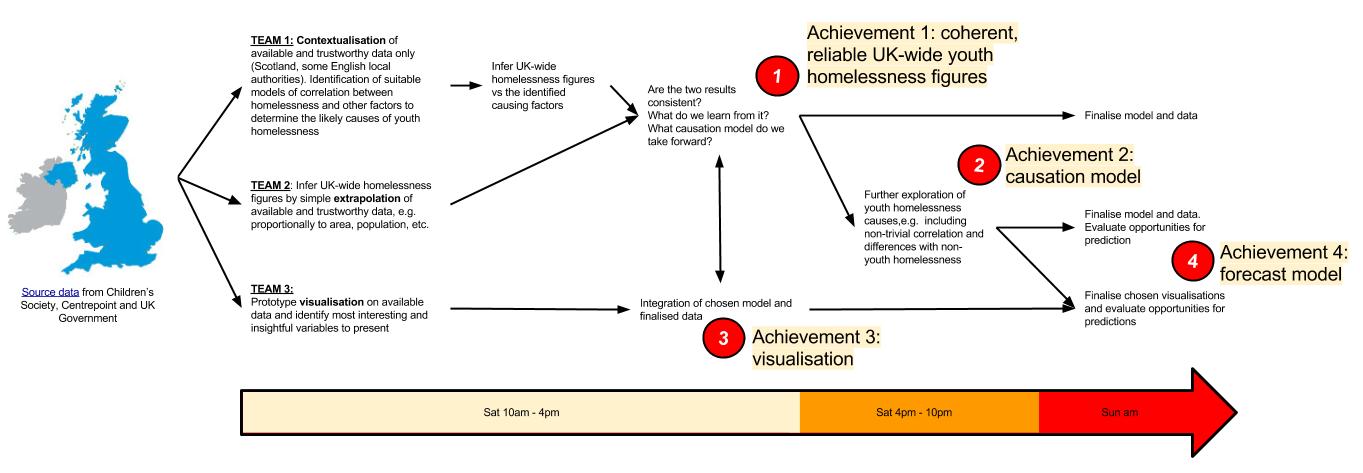 TEAM 1: Contextualisation of
available and trustworthy data only
(Scotland, some English local
authorities). Identification of suitable
models of correlation between
homelessness and other factors to
determine the likely causes of youth
homelessness
Infer UK-wide
homelessness figures
vs the identified
causing factors
Are the two results
consistent?
What do we learn from it?
What causation model do we
take forward?
1
Achievement 1: coherent,
reliable UK-wide youth
homelessness figures
Finalise model and data
2
Achievement 2:
causation model
TEAM 2: Infer UK-wide homelessness
figures by simple extrapolation of
available and trustworthy data, e.g.
proportionally to area, population, etc.
Further exploration of
youth homelessness
causes,e.g. including
non-trivial correlation and
differences with non-
youth homelessness
Finalise model and data.
Evaluate opportunities for
prediction
4
Achievement 4:
forecast model
Source data from Children's
Society, Centrepoint and UK
Government
TEAM 3:
Prototype visualisation on available
data and identify most interesting and
insightful variables to present
Integration of chosen model and
finalised data
3
Achievement 3:
visualisation
Finalise chosen visualisations
and evaluate opportunities for
predictions
Sat 10am - 4pm
Sat 4pm - 10pm
Sun am